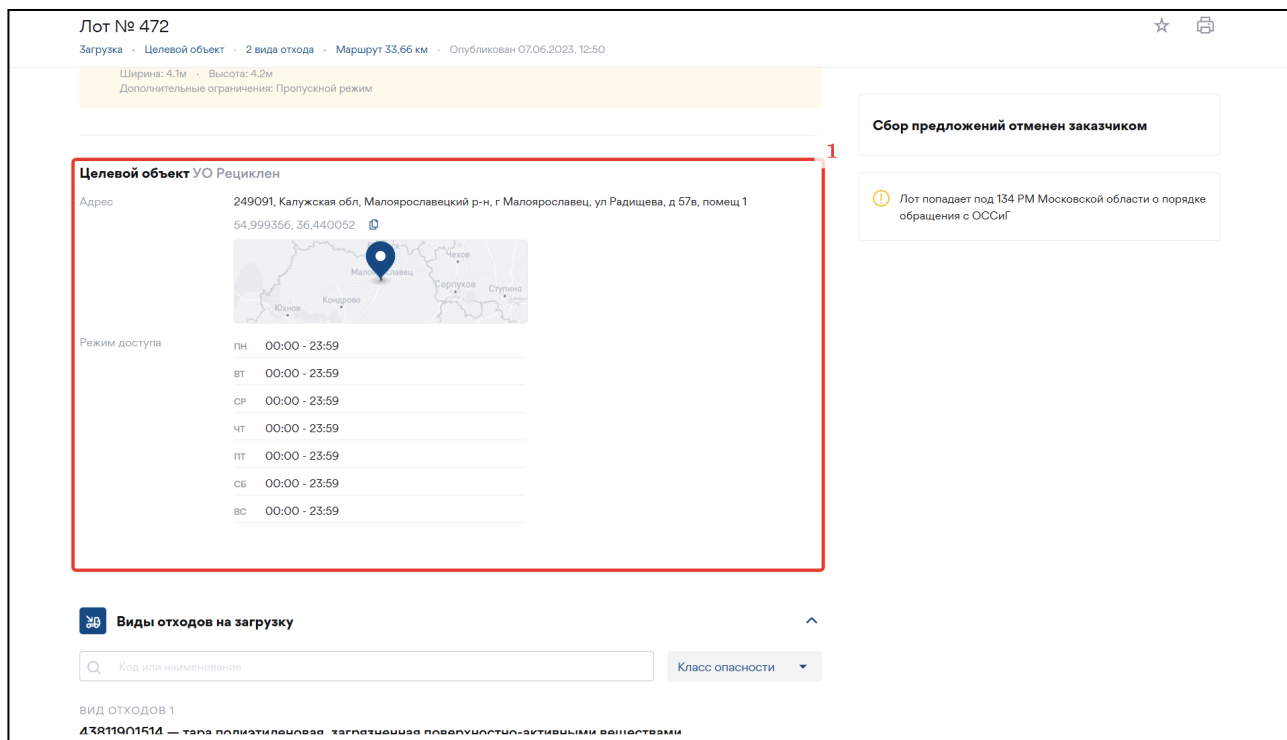 Лот № 472
Загрузка · Целевой объект · 2 вида отхода · Маршрут 33,66 км · Опубликован 07.06.2023, 12:50
Ширина: 4.1м · Высота: 4.2м
Дополнительные ограничения: Пропускной режим
Сбор предложений отменен заказчиком
Лот попадает под 134 РМ Московской области о порядке
обращения с ОССиГ
1
Целевой объект УО Рециклен
Адрес
249091, Калужская обл, Малоярославецкий р-н, г Малоярославец, ул Радищева, д 57в, помещ 1
54,999356, 36,440052
Чехов
Серпухов
Ступино
Кондрово
Юхнов
Режим доступа
ПН 00:00 - 23:59
ВТ 00:00 - 23:59
СР 00:00 - 23:59
ЧТ 00:00 - 23:59
ПТ 00:00 - 23:59
СБ 00:00 - 23:59
ВС 00:00 - 23:59
Виды отходов на загрузку
Код или наименование
Класс опасности
ВИД ОТХОДОВ 1
43811901514 — тара полиэтиленовая, загрязненная поверхностно-активными веществами